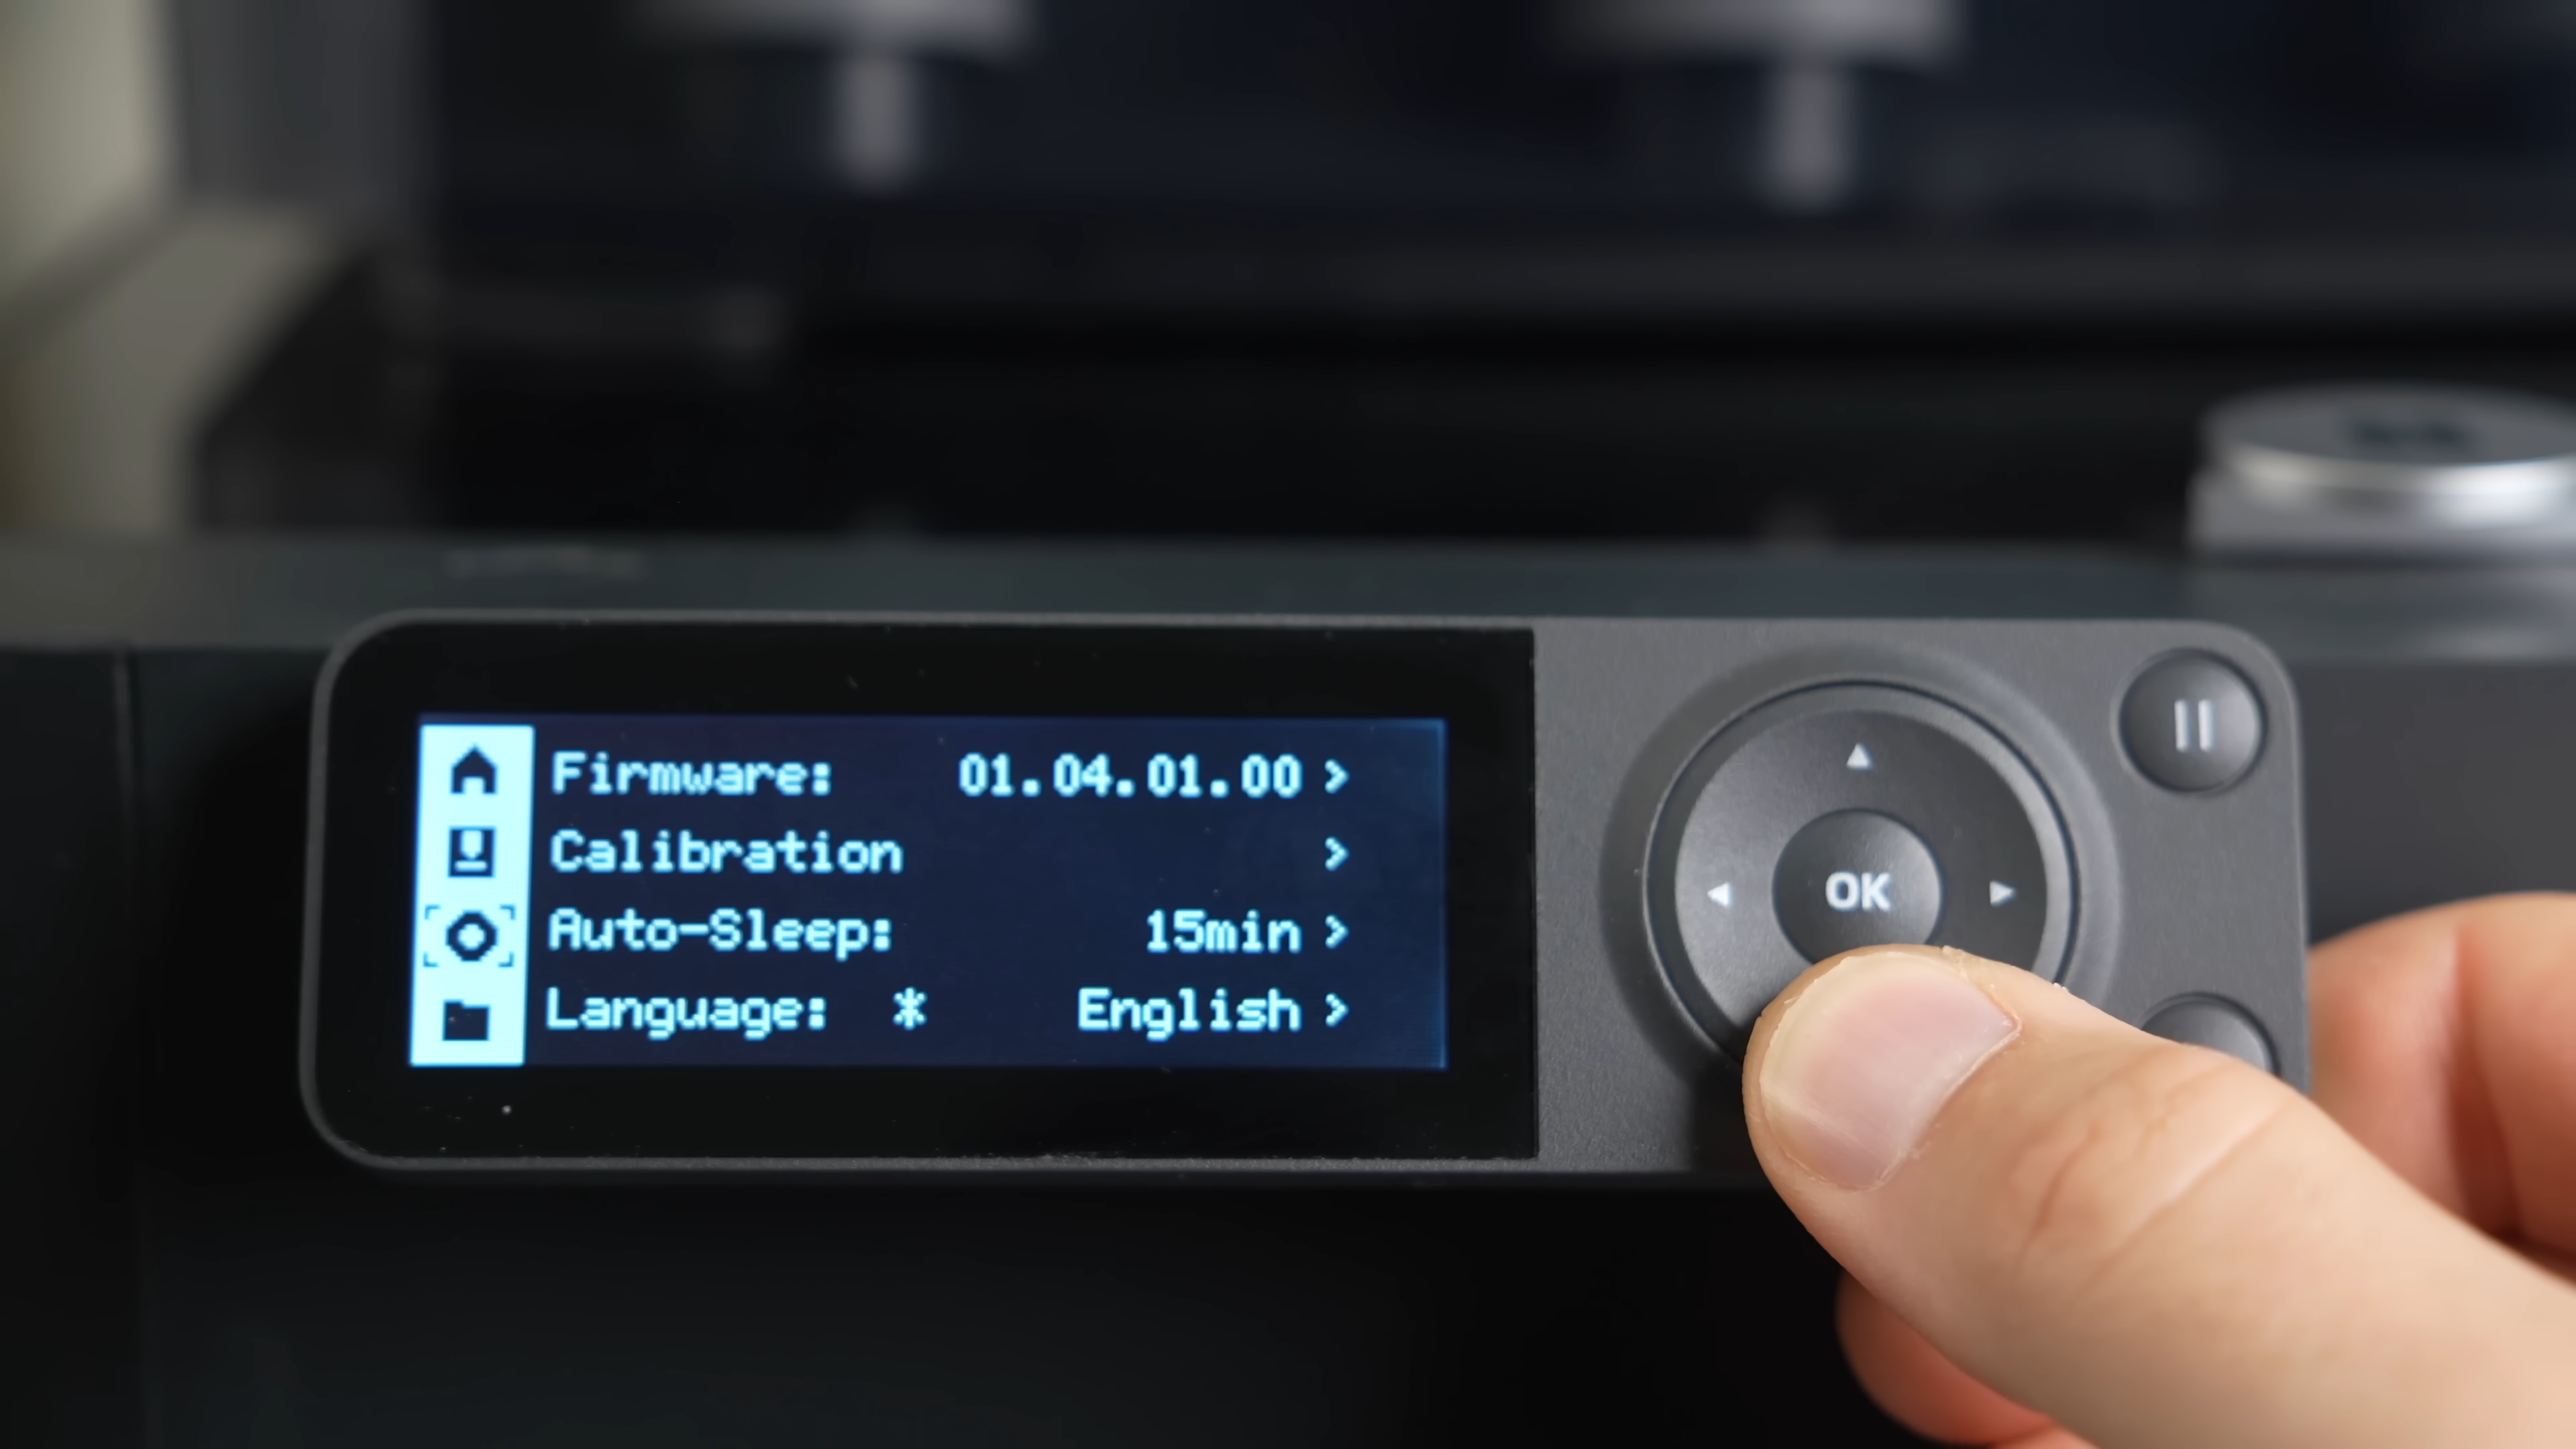 Firmware: 01.04.01.00 >
Calibration >
Auto-Sleep: 15min >
Language: * English >
OK